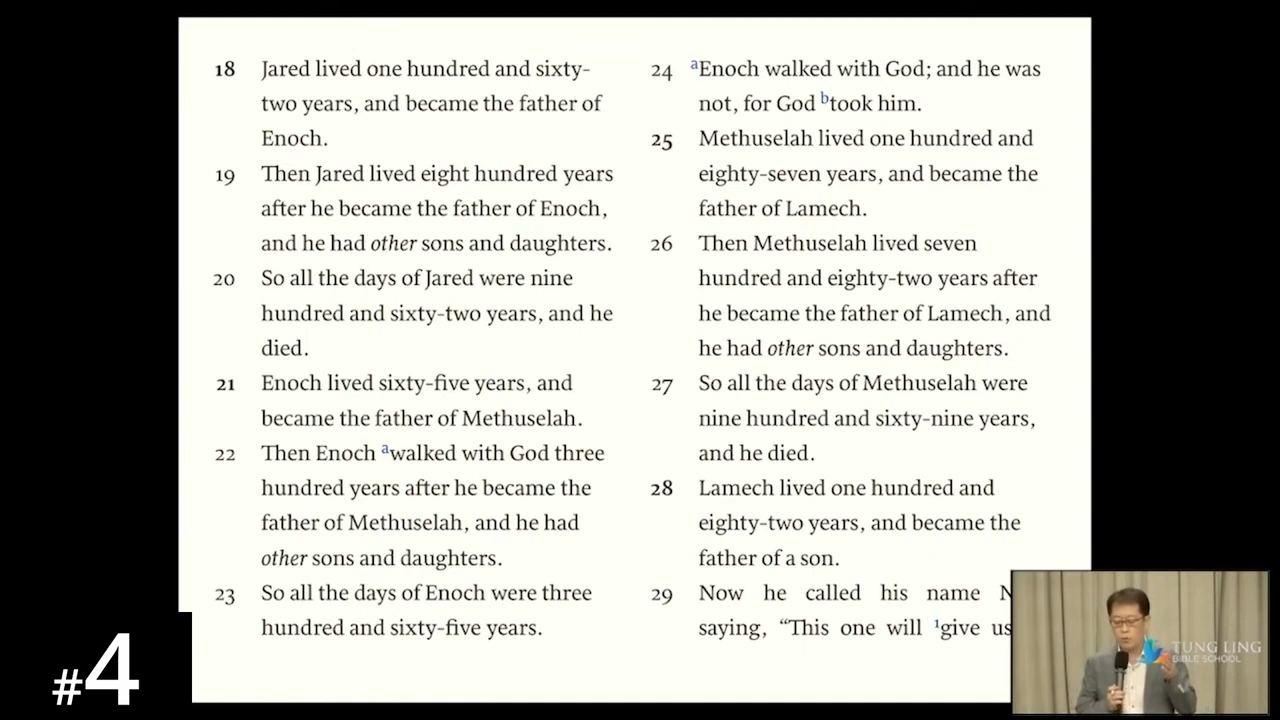 18 Jared lived one hundred and sixty-
two years, and became the father of
Enoch.
19 Then Jared lived eight hundred years
after he became the father of Enoch,
and he had other sons and daughters.
20 So all the days of Jared were nine
hundred and sixty-two years, and he
died.
21 Enoch lived sixty-five years, and
became the father of Methuselah.
22 Then Enoch awalked with God three
hundred years after he became the
father of Methuselah, and he had
other sons and daughters.
23 So all the days of Enoch were three
hundred and sixty-five years.
24 aEnoch walked with God; and he was
not, for God btook him.
25 Methuselah lived one hundred and
eighty-seven years, and became the
father of Lamech.
26 Then Methuselah lived seven
hundred and eighty-two years after
he became the father of Lamech, and
he had other sons and daughters.
27 So all the days of Methuselah were
nine hundred and sixty-nine years,
and he died.
28 Lamech lived one hundred and
eighty-two years, and became the
father of a son.
29 Now he called his name
saying, “This one will 1give us
#4
TUNG LING
BIBLE SCHOOL